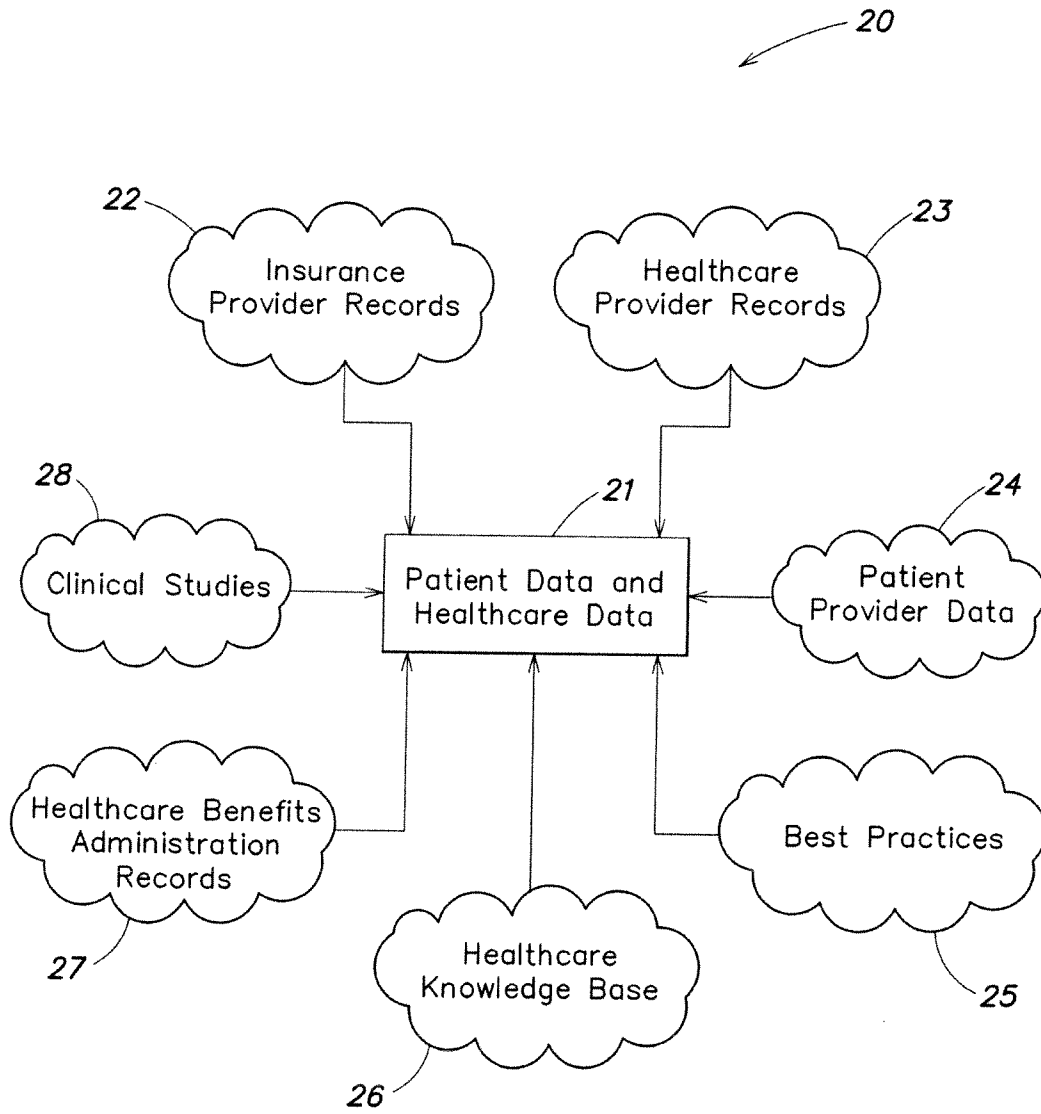 20
22
Insurance
Provider Records
23
Healthcare
Provider Records
28
Clinical Studies
21
Patient Data and
Healthcare Data
24
Patient
Provider Data
Healthcare Benefits
Administration
Records
27
Healthcare
Knowledge Base
26
Best Practices
25